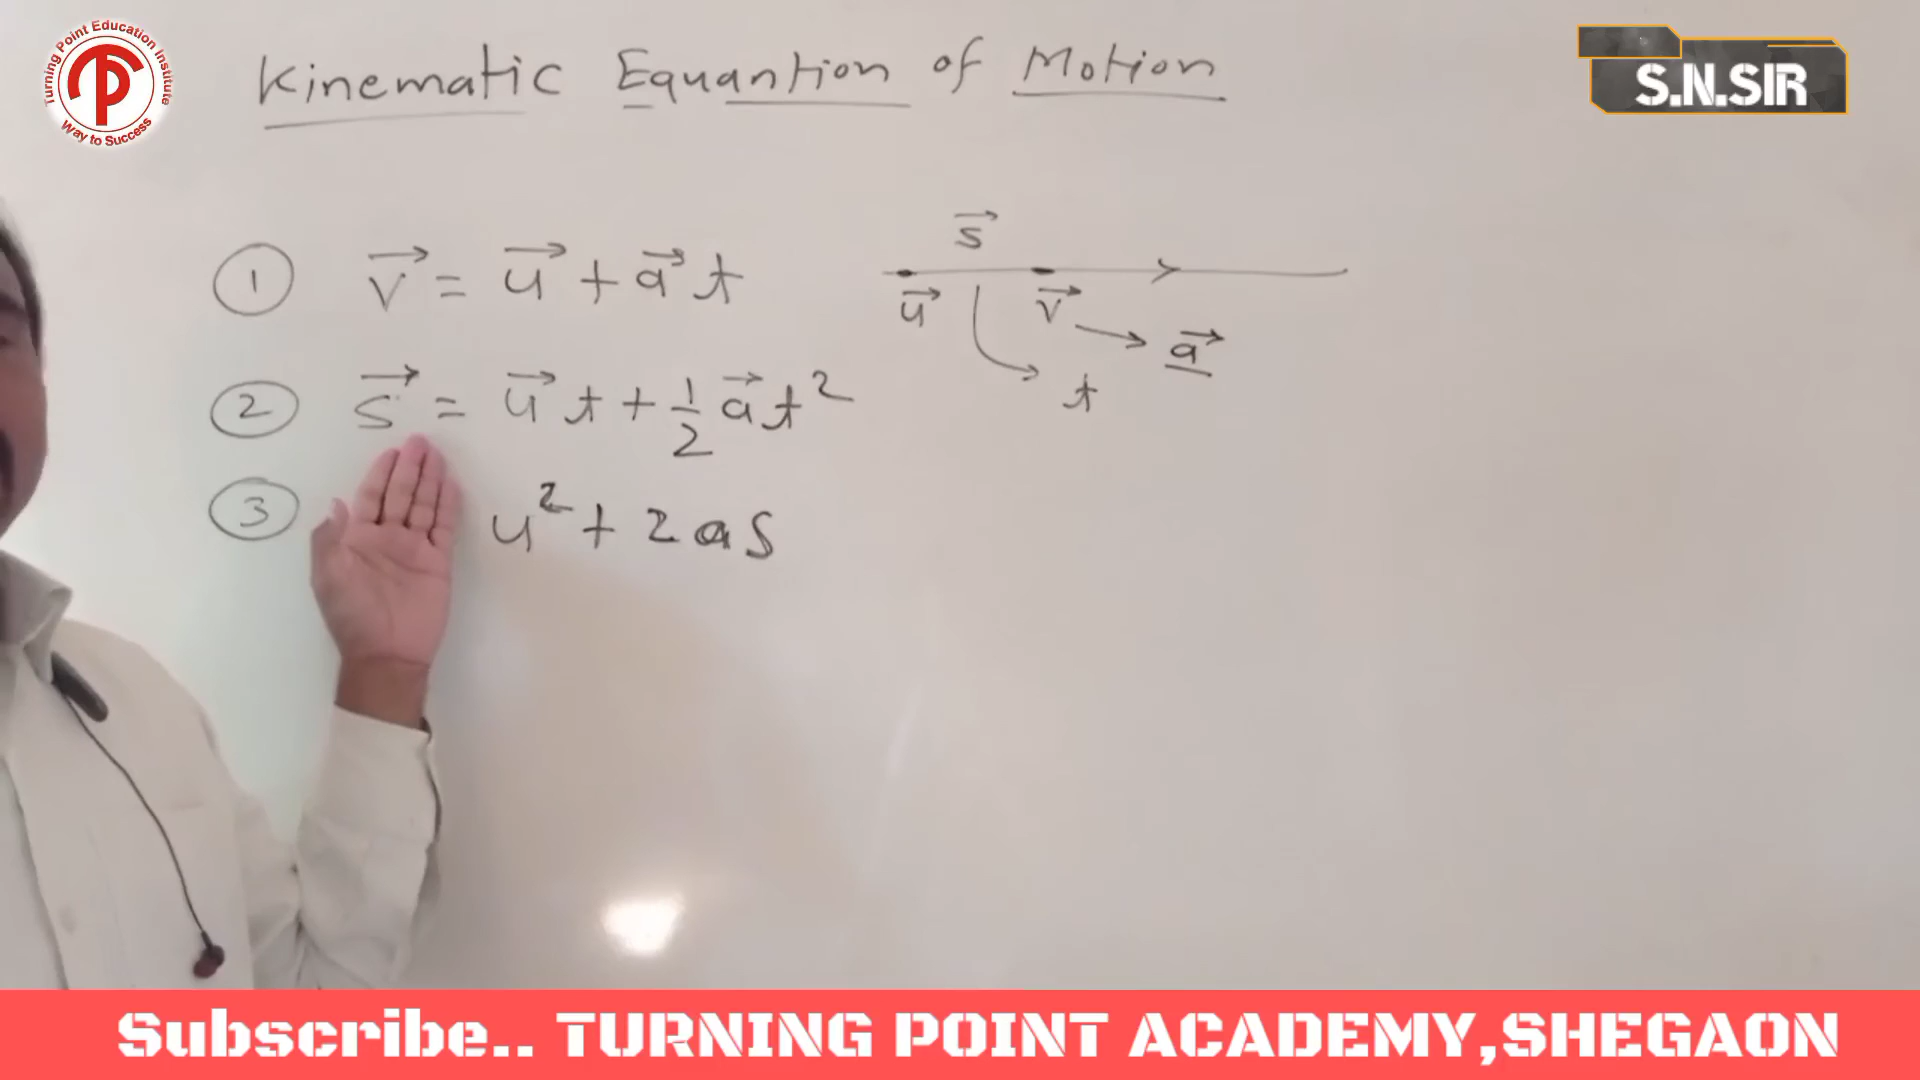 Turning Point Education Institute
Way to Success
S.N.SIR
Kinematic Equantion of Motion
① v⃗ = u⃗ + a⃗ t
② s⃗ = u⃗ t + 1/2 a⃗ t²
③ u² + 2as
s⃗
u⃗ v⃗
a⃗
t
Subscribe.. TURNING POINT ACADEMY,SHEGAON